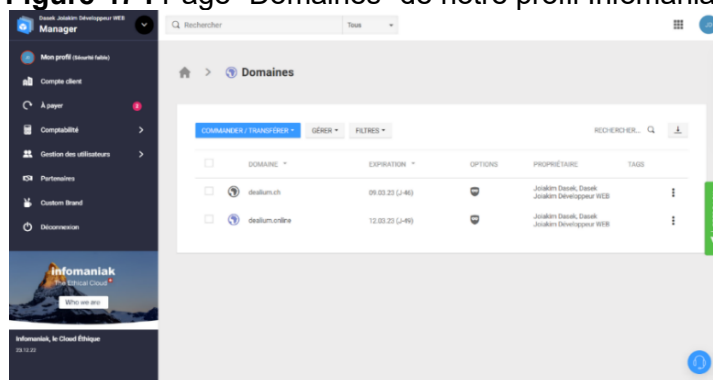 Figure 17 : Page "Domaines" de notre profil Infomania
Dasek Joiakim Développeur WEB
Manager
Rechercher
Tous
Mon profil (Sécurité faible)
Compte client
À payer
2
Comptabilité
Gestion des utilisateurs
Partenaires
Custom Brand
Déconnexion
infomaniak
The Ethical Cloud
Who we are
Infomaniak, le Cloud Éthique
Domaines
COMMANDER / TRANSFÉRER
GÉRER
FILTRES
RECHERCHER...
DOMAINE
EXPIRATION
OPTIONS
PROPRIÉTAIRE
TAGS
dealium.ch
09.03.23 (J-46)
Joiakim Dasek, Dasek
Joiakim Développeur WEB
dealium.online
12.03.23 (J-49)
Joiakim Dasek, Dasek
Joiakim Développeur WEB